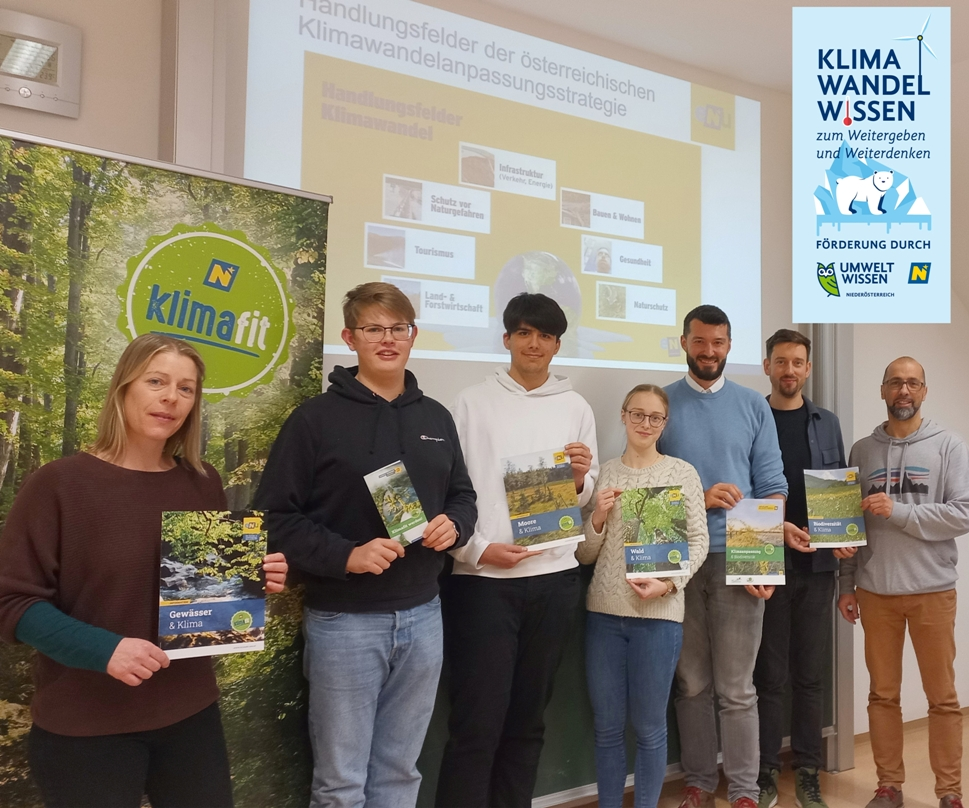 Handlungsfelder der österreichischen
Klimawandelanpassungsstrategie
Handlungsfelder
Klimawandel
Infrastruktur
(Verkehr, Energie)
Schutz vor
Naturgefahren
Bauen & Wohnen
Tourismus
Gesundheit
Land- &
Forstwirtschaft
Naturschutz
N
klimafit
KLIMA
WANDEL
WISSEN
zum Weitergeben
und Weiterdenken
FÖRDERUNG DURCH
UMWELT
WISSEN
NIEDERÖSTERREICH
N
Champion
Gewässer
& Klima
Moore
& Klima
Wald
& Klima
Klimaanpassung
Biodiversität
& Klima